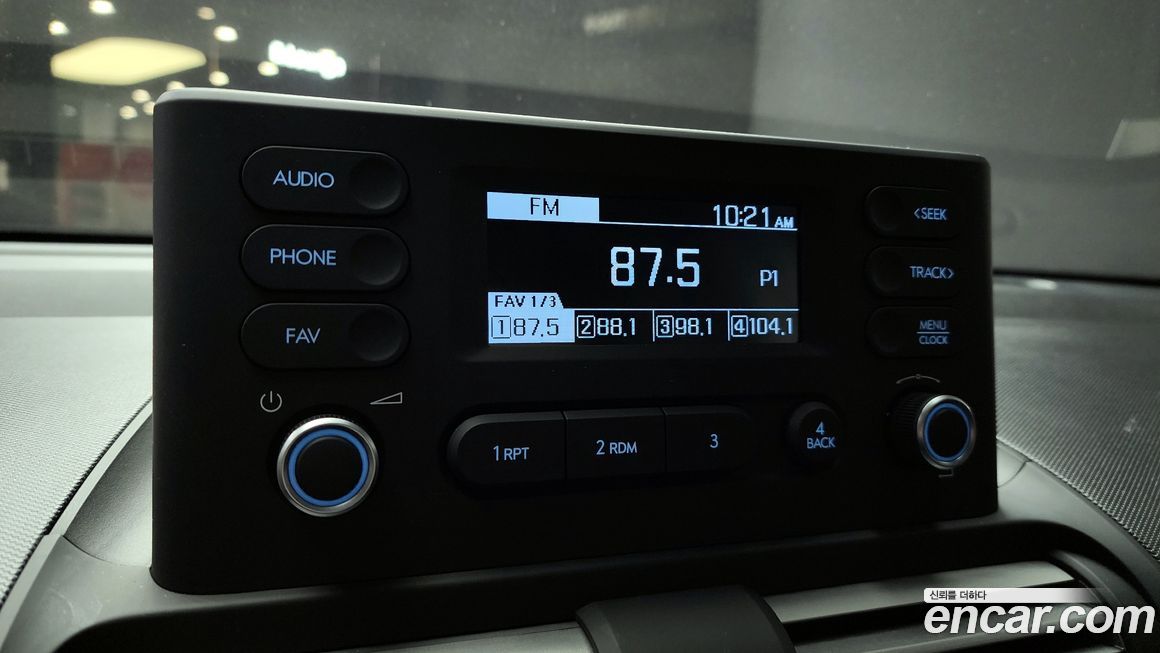 AUDIO
PHONE
FAV
FM
10:21 AM
87.5
P1
FAV 1/3
1 87.5 2 88.1 3 98.1 4 104.1
<SEEK
TRACK>
MENU
CLOCK
1 RPT
2 RDM
3
4
BACK
신뢰를 더하다
encar.com